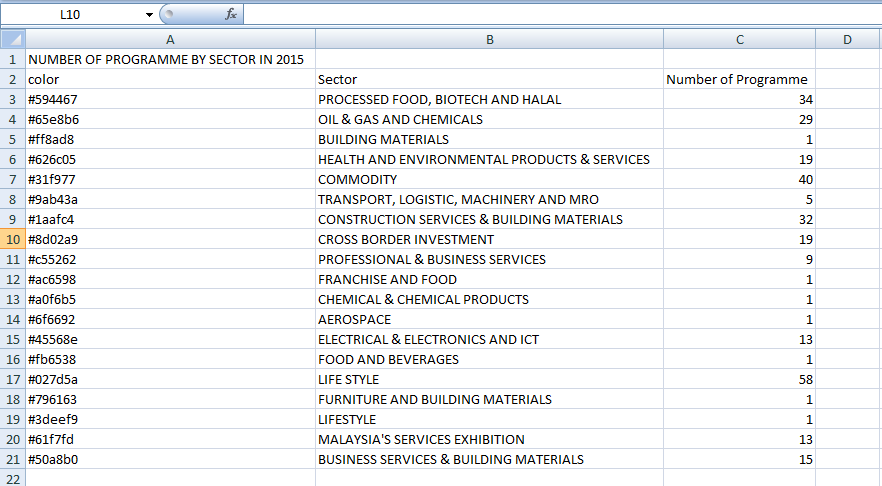 L10 fx
A B C D
1 NUMBER OF PROGRAMME BY SECTOR IN 2015
2 color Sector Number of Programme
3 #594467 PROCESSED FOOD, BIOTECH AND HALAL 34
4 #65e8b6 OIL & GAS AND CHEMICALS 29
5 #ff8ad8 BUILDING MATERIALS 1
6 #626c05 HEALTH AND ENVIRONMENTAL PRODUCTS & SERVICES 19
7 #31f977 COMMODITY 40
8 #9ab43a TRANSPORT, LOGISTIC, MACHINERY AND MRO 5
9 #1aafc4 CONSTRUCTION SERVICES & BUILDING MATERIALS 32
10 #8d02a9 CROSS BORDER INVESTMENT 19
11 #c55262 PROFESSIONAL & BUSINESS SERVICES 9
12 #ac6598 FRANCHISE AND FOOD 1
13 #a0f6b5 CHEMICAL & CHEMICAL PRODUCTS 1
14 #6f6692 AEROSPACE 1
15 #45568e ELECTRICAL & ELECTRONICS AND ICT 13
16 #fb6538 FOOD AND BEVERAGES 1
17 #027d5a LIFE STYLE 58
18 #796163 FURNITURE AND BUILDING MATERIALS 1
19 #3deef9 LIFESTYLE 1
20 #61f7fd MALAYSIA'S SERVICES EXHIBITION 13
21 #50a8b0 BUSINESS SERVICES & BUILDING MATERIALS 15
22